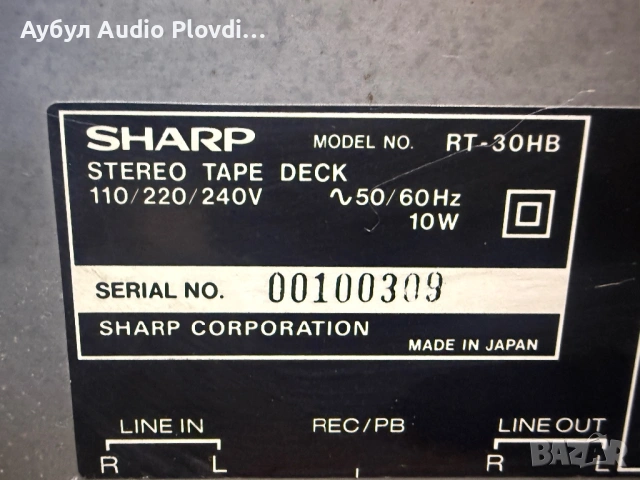 Аубул Audio Plovdi...
SHARP MODEL NO. RT-30HB
STEREO TAPE DECK
110/220/240V ∿50/60Hz
10W
SERIAL NO. 00100309
SHARP CORPORATION
MADE IN JAPAN
LINE IN REC/PB LINE OUT
R L R L
BAZAR